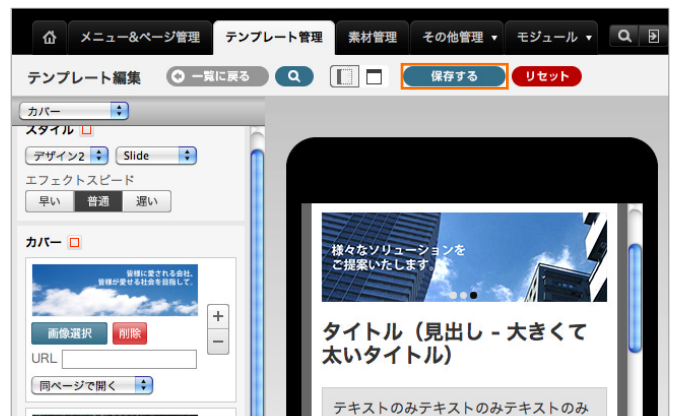 メニュー&ページ管理 テンプレート管理 素材管理 その他管理 ▼ モジュール ▼
テンプレート編集 一覧に戻る 保存する リセット
カバー
スタイル
デザイン2 Slide
エフェクトスピード
早い 普通 遅い
カバー
皆様に愛される会社、
皆様が愛せる社会を目指して。
画像選択 削除
+
−
URL
同ページで開く
様々なソリューションを
ご提案いたします。
タイトル（見出し - 大きくて
太いタイトル）
テキストのみテキストのみテキストのみ